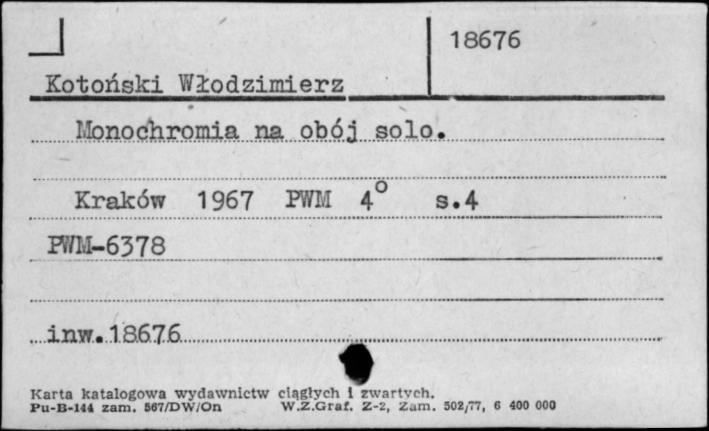 18676
Kotoński Włodzimierz
Monochromia na obój solo.
Kraków 1967 PWM 4° s.4
PWM-6378
inw.18676
Karta katalogowa wydawnictw ciągłych i zwartych.
Pu-B-144 zam. 567/DW/On W.Z.Graf. Z-2, Zam. 502/77, 6 400 000